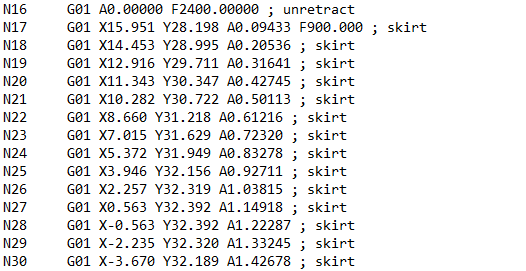 N16 G01 A0.00000 F2400.00000 ; unretract
N17 G01 X15.951 Y28.198 A0.09433 F900.000 ; skirt
N18 G01 X14.453 Y28.995 A0.20536 ; skirt
N19 G01 X12.916 Y29.711 A0.31641 ; skirt
N20 G01 X11.343 Y30.347 A0.42745 ; skirt
N21 G01 X10.282 Y30.722 A0.50113 ; skirt
N22 G01 X8.660 Y31.218 A0.61216 ; skirt
N23 G01 X7.015 Y31.629 A0.72320 ; skirt
N24 G01 X5.372 Y31.949 A0.83278 ; skirt
N25 G01 X3.946 Y32.156 A0.92711 ; skirt
N26 G01 X2.257 Y32.319 A1.03815 ; skirt
N27 G01 X0.563 Y32.392 A1.14918 ; skirt
N28 G01 X-0.563 Y32.392 A1.22287 ; skirt
N29 G01 X-2.235 Y32.320 A1.33245 ; skirt
N30 G01 X-3.670 Y32.189 A1.42678 ; skirt